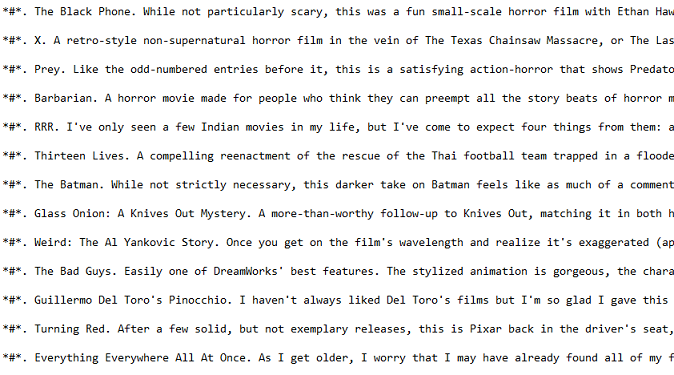 *#*. The Black Phone. While not particularly scary, this was a fun small-scale horror film with Ethan Haw
*#*. X. A retro-style non-supernatural horror film in the vein of The Texas Chainsaw Massacre, or The Las
*#*. Prey. Like the odd-numbered entries before it, this is a satisfying action-horror that shows Predato
*#*. Barbarian. A horror movie made for people who think they can preempt all the story beats of horror m
*#*. RRR. I've only seen a few Indian movies in my life, but I've come to expect four things from them: a
*#*. Thirteen Lives. A compelling reenactment of the rescue of the Thai football team trapped in a floode
*#*. The Batman. While not strictly necessary, this darker take on Batman feels like as much of a comment
*#*. Glass Onion: A Knives Out Mystery. A more-than-worthy follow-up to Knives Out, matching it in both h
*#*. Weird: The Al Yankovic Story. Once you get on the film's wavelength and realize it's exaggerated (ap
*#*. The Bad Guys. Easily one of DreamWorks' best features. The stylized animation is gorgeous, the chara
*#*. Guillermo Del Toro's Pinocchio. I haven't always liked Del Toro's films but I'm so glad I gave this
*#*. Turning Red. After a few solid, but not exemplary releases, this is Pixar back in the driver's seat,
*#*. Everything Everywhere All At Once. As I get older, I worry that I may have already found all of my f